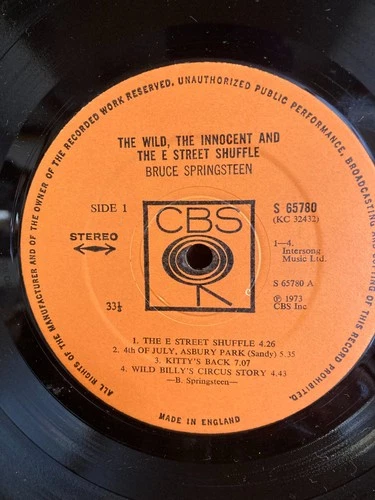 ALL RIGHTS OF THE MANUFACTURER AND OF THE OWNER OF THE RECORDED WORK RESERVED. UNAUTHORIZED PUBLIC PERFORMANCE, BROADCASTING AND COPYING OF THIS RECORD PROHIBITED.
THE WILD, THE INNOCENT AND
THE E STREET SHUFFLE
BRUCE SPRINGSTEEN
SIDE 1
CBS
S 65780
(KC 32432)
STEREO
1—4.
Intersong
Music Ltd.
S 65780 A
33⅓
℗ 1973
CBS Inc
1. THE E STREET SHUFFLE 4.26
2. 4th OF JULY, ASBURY PARK (Sandy) 5.35
3. KITTY'S BACK 7.07
4. WILD BILLY'S CIRCUS STORY 4.43
—B. Springsteen—
MADE IN ENGLAND